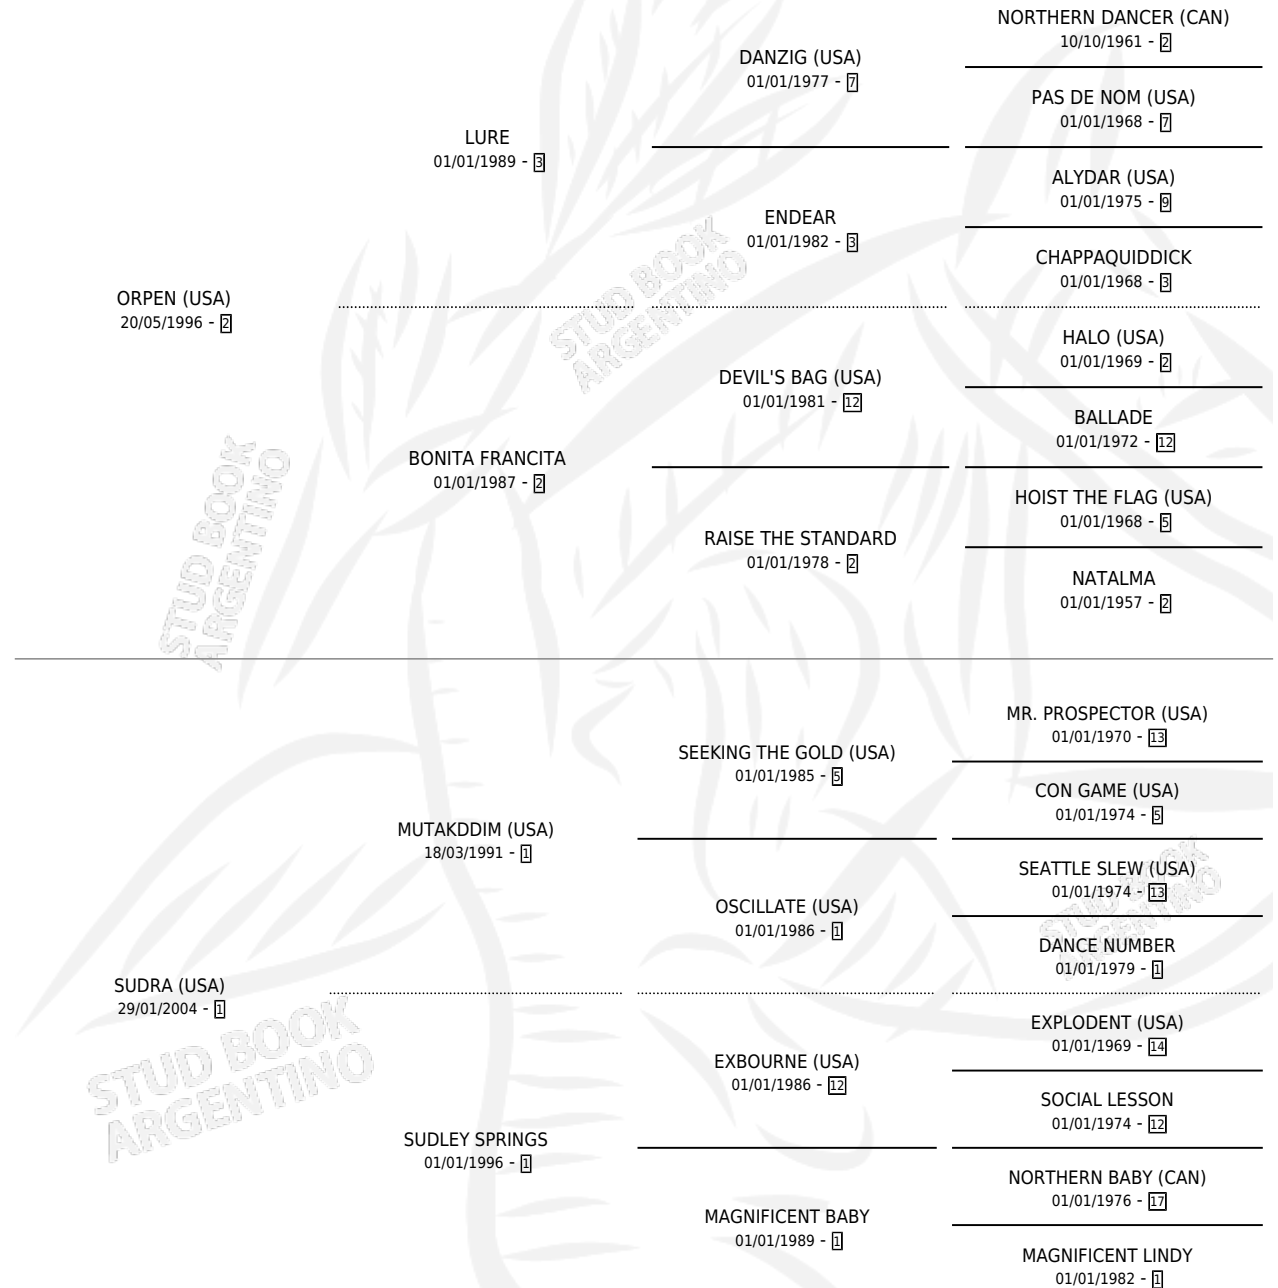 NORTHERN DANCER (CAN)
10/10/1961 - 2
DANZIG (USA)
01/01/1977 - 7
PAS DE NOM (USA)
01/01/1968 - 7
LURE
01/01/1989 - 3
ALYDAR (USA)
01/01/1975 - 9
ENDEAR
01/01/1982 - 3
CHAPPAQUIDDICK
01/01/1968 - 3
ORPEN (USA)
20/05/1996 - 2
STUD BOOK
ARGENTINO
HALO (USA)
01/01/1969 - 2
DEVIL'S BAG (USA)
01/01/1981 - 12
BALLADE
01/01/1972 - 12
BONITA FRANCITA
01/01/1987 - 2
HOIST THE FLAG (USA)
01/01/1968 - 5
RAISE THE STANDARD
01/01/1978 - 2
NATALMA
01/01/1957 - 2
STUD BOOK
ARGENTINO
MR. PROSPECTOR (USA)
01/01/1970 - 13
SEEKING THE GOLD (USA)
01/01/1985 - 5
CON GAME (USA)
01/01/1974 - 5
MUTAKDDIM (USA)
18/03/1991 - 1
SEATTLE SLEW (USA)
01/01/1974 - 13
OSCILLATE (USA)
01/01/1986 - 1
DANCE NUMBER
01/01/1979 - 1
STUD BOOK
ARGENTINO
SUDRA (USA)
29/01/2004 - 1
EXPLODENT (USA)
01/01/1969 - 14
EXBOURNE (USA)
01/01/1986 - 12
SOCIAL LESSON
01/01/1974 - 12
STUD BOOK
ARGENTINO
SUDLEY SPRINGS
01/01/1996 - 1
NORTHERN BABY (CAN)
01/01/1976 - 17
MAGNIFICENT BABY
01/01/1989 - 1
MAGNIFICENT LINDY
01/01/1982 - 1